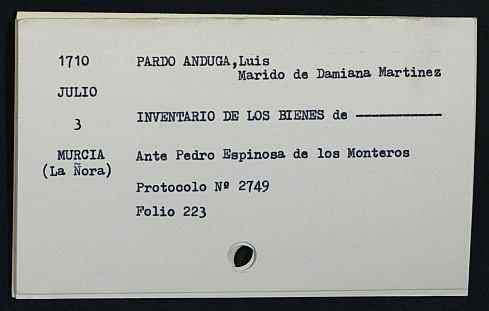 1710 PARDO ANDUGA, Luis
Marido de Damiana Martinez
JULIO
3 INVENTARIO DE LOS BIENES de -----------
MURCIA Ante Pedro Espinosa de los Monteros
(La Ñora)
Protocolo Nº 2749
Folio 223